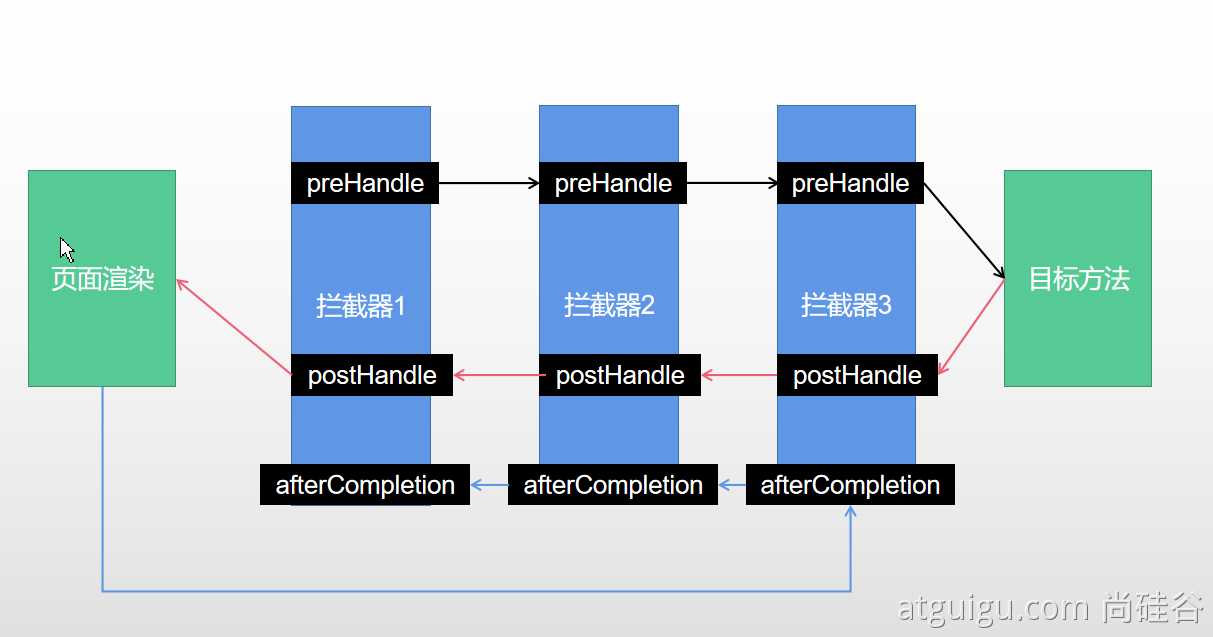 preHandle
preHandle
preHandle
页面渲染
目标方法
拦截器1
拦截器2
拦截器3
postHandle
postHandle
postHandle
afterCompletion
afterCompletion
afterCompletion
atguigu.com 尚硅谷